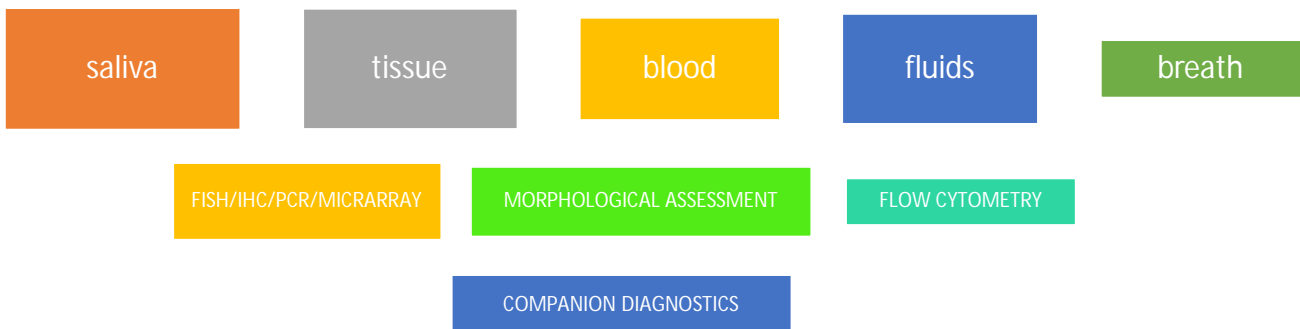 saliva
tissue
blood
fluids
breath
FISH/IHC/PCR/MICRARRAY
MORPHOLOGICAL ASSESSMENT
FLOW CYTOMETRY
COMPANION DIAGNOSTICS